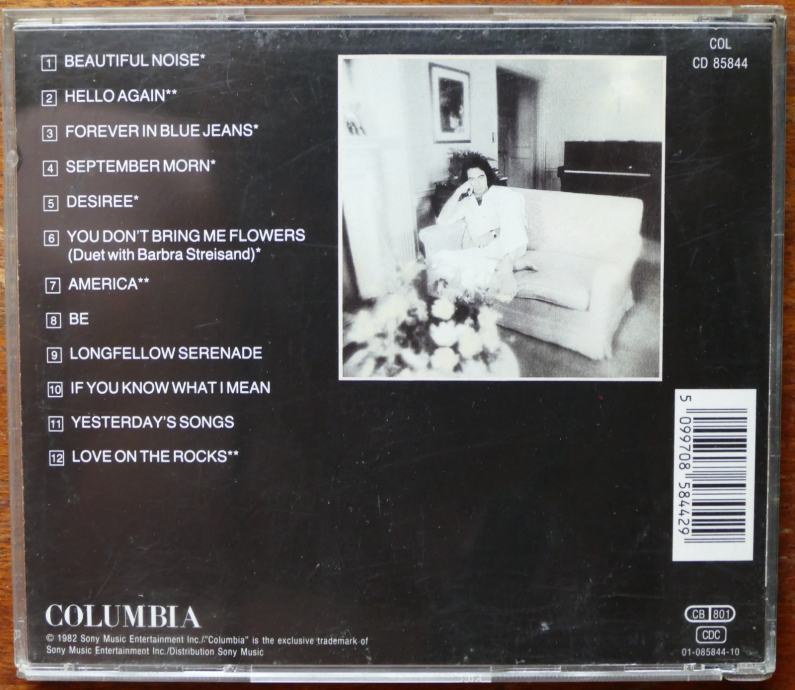 COL
CD 85844
1 BEAUTIFUL NOISE*
2 HELLO AGAIN**
3 FOREVER IN BLUE JEANS*
4 SEPTEMBER MORN*
5 DESIREE*
6 YOU DON'T BRING ME FLOWERS
(Duet with Barbra Streisand)*
7 AMERICA**
8 BE
9 LONGFELLOW SERENADE
10 IF YOU KNOW WHAT I MEAN
11 YESTERDAY'S SONGS
12 LOVE ON THE ROCKS**
5 099708 584429
COLUMBIA
© 1982 Sony Music Entertainment Inc./"Columbia" is the exclusive trademark of
Sony Music Entertainment Inc./Distribution Sony Music
CB 801
CDC
01-085844-10